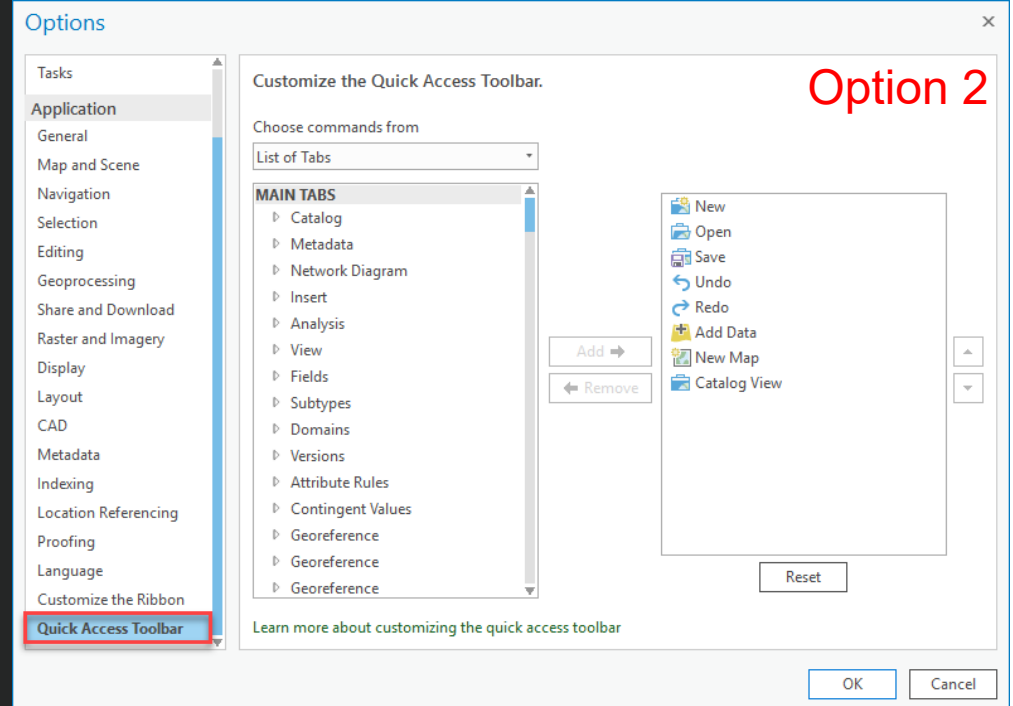 Options
Tasks
Application
General
Map and Scene
Navigation
Selection
Editing
Geoprocessing
Share and Download
Raster and Imagery
Display
Layout
CAD
Metadata
Indexing
Location Referencing
Proofing
Language
Customize the Ribbon
Quick Access Toolbar
Customize the Quick Access Toolbar.
Option 2
Choose commands from
List of Tabs
MAIN TABS
Catalog
Metadata
Network Diagram
Insert
Analysis
View
Fields
Subtypes
Domains
Versions
Attribute Rules
Contingent Values
Georeference
Georeference
Georeference
Add
Remove
New
Open
Save
Undo
Redo
Add Data
New Map
Catalog View
Reset
Learn more about customizing the quick access toolbar
OK
Cancel